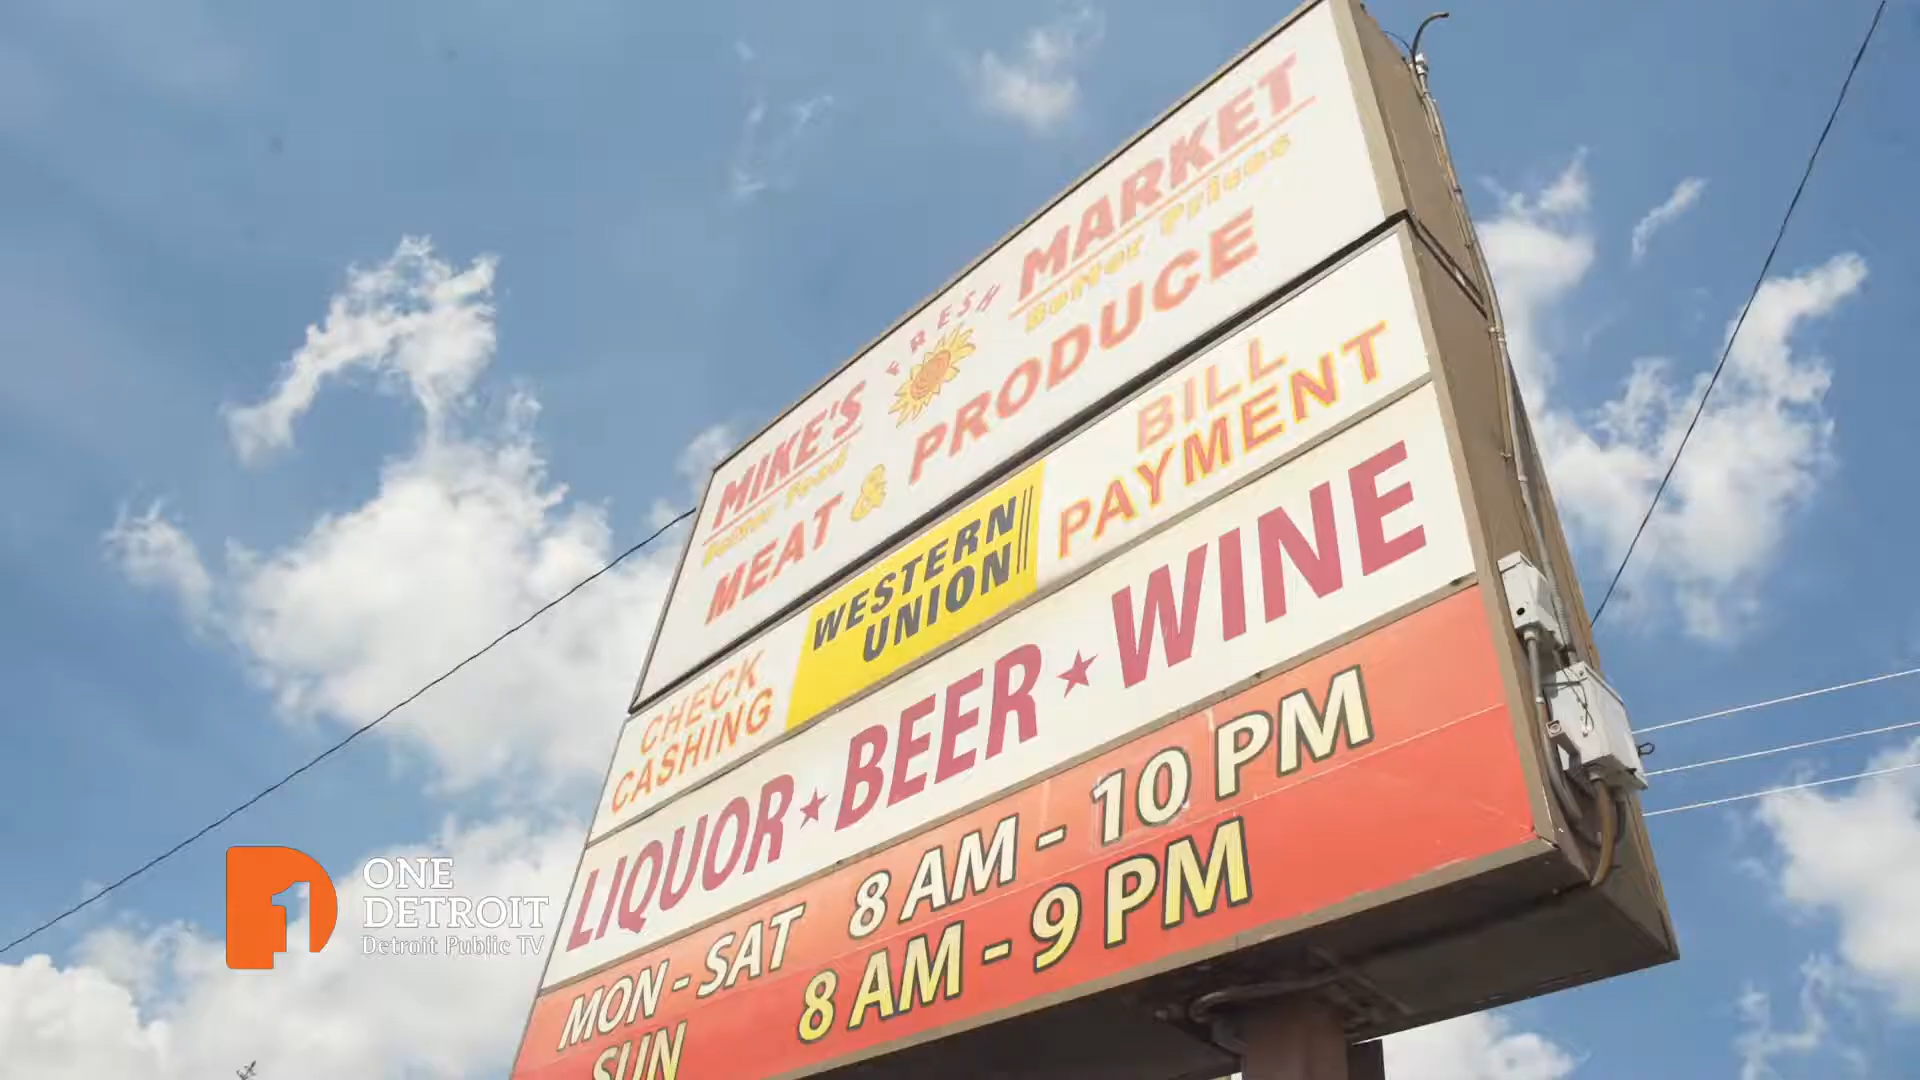 MIKE'S FRESH MARKET
Better Food Better Prices
MEAT & PRODUCE
CHECK CASHING
WESTERN UNION
BILL PAYMENT
LIQUOR★BEER★WINE
MON - SAT 8 AM - 10 PM
SUN 8 AM - 9 PM
1
ONE
DETROIT
Detroit Public TV